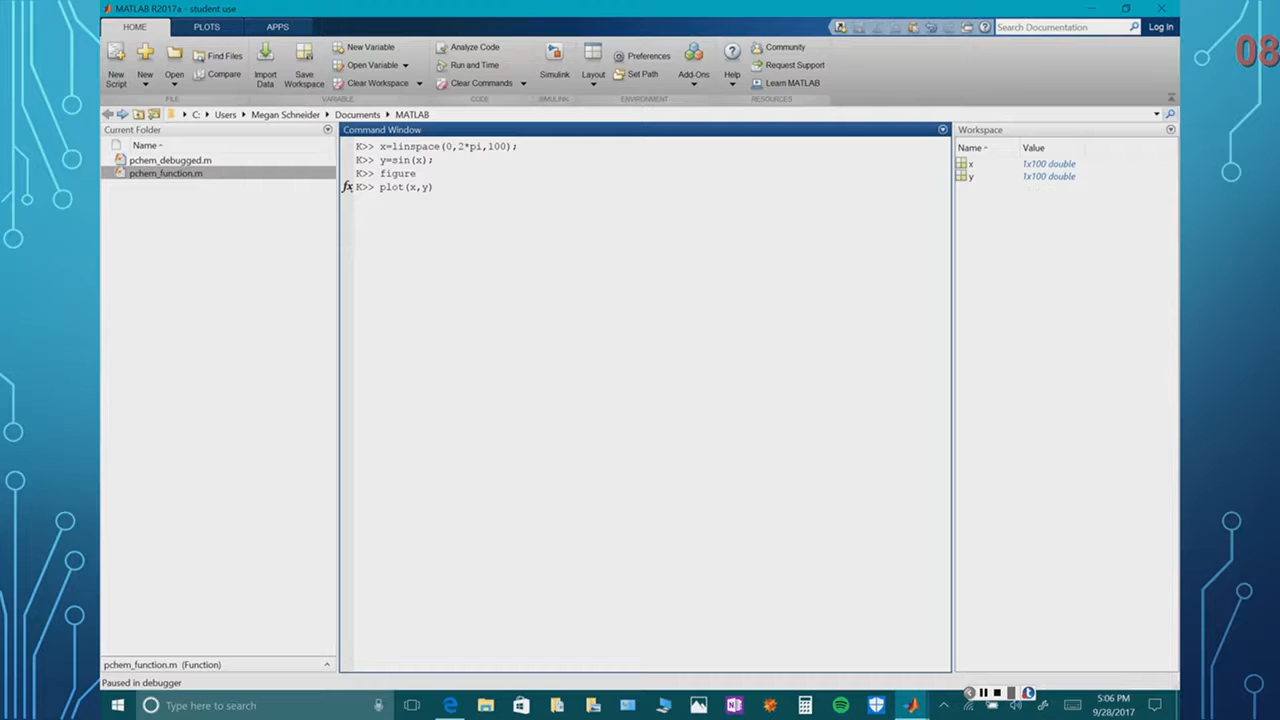 MATLAB R2017a - student use
08
HOME PLOTS APPS
Search Documentation
Log In
New Script
New
Open
Find Files
Compare
Import Data
Save Workspace
New Variable
Open Variable
Clear Workspace
Analyze Code
Run and Time
Clear Commands
Simulink
Layout
Preferences
Set Path
Add-Ons
Help
Community
Request Support
Learn MATLAB
FILE VARIABLE CODE SIMULINK ENVIRONMENT RESOURCES
C: Users Megan Schneider Documents MATLAB
Current Folder
Name
pchem_debugged.m
pchem_function.m
Command Window
K>> x=linspace(0,2*pi,100);
K>> y=sin(x);
K>> figure
fx K>> plot(x,y)
Workspace
Name Value
x 1x100 double
y 1x100 double
pchem_function.m (Function)
Paused in debugger
Type here to search
5:06 PM
9/28/2017